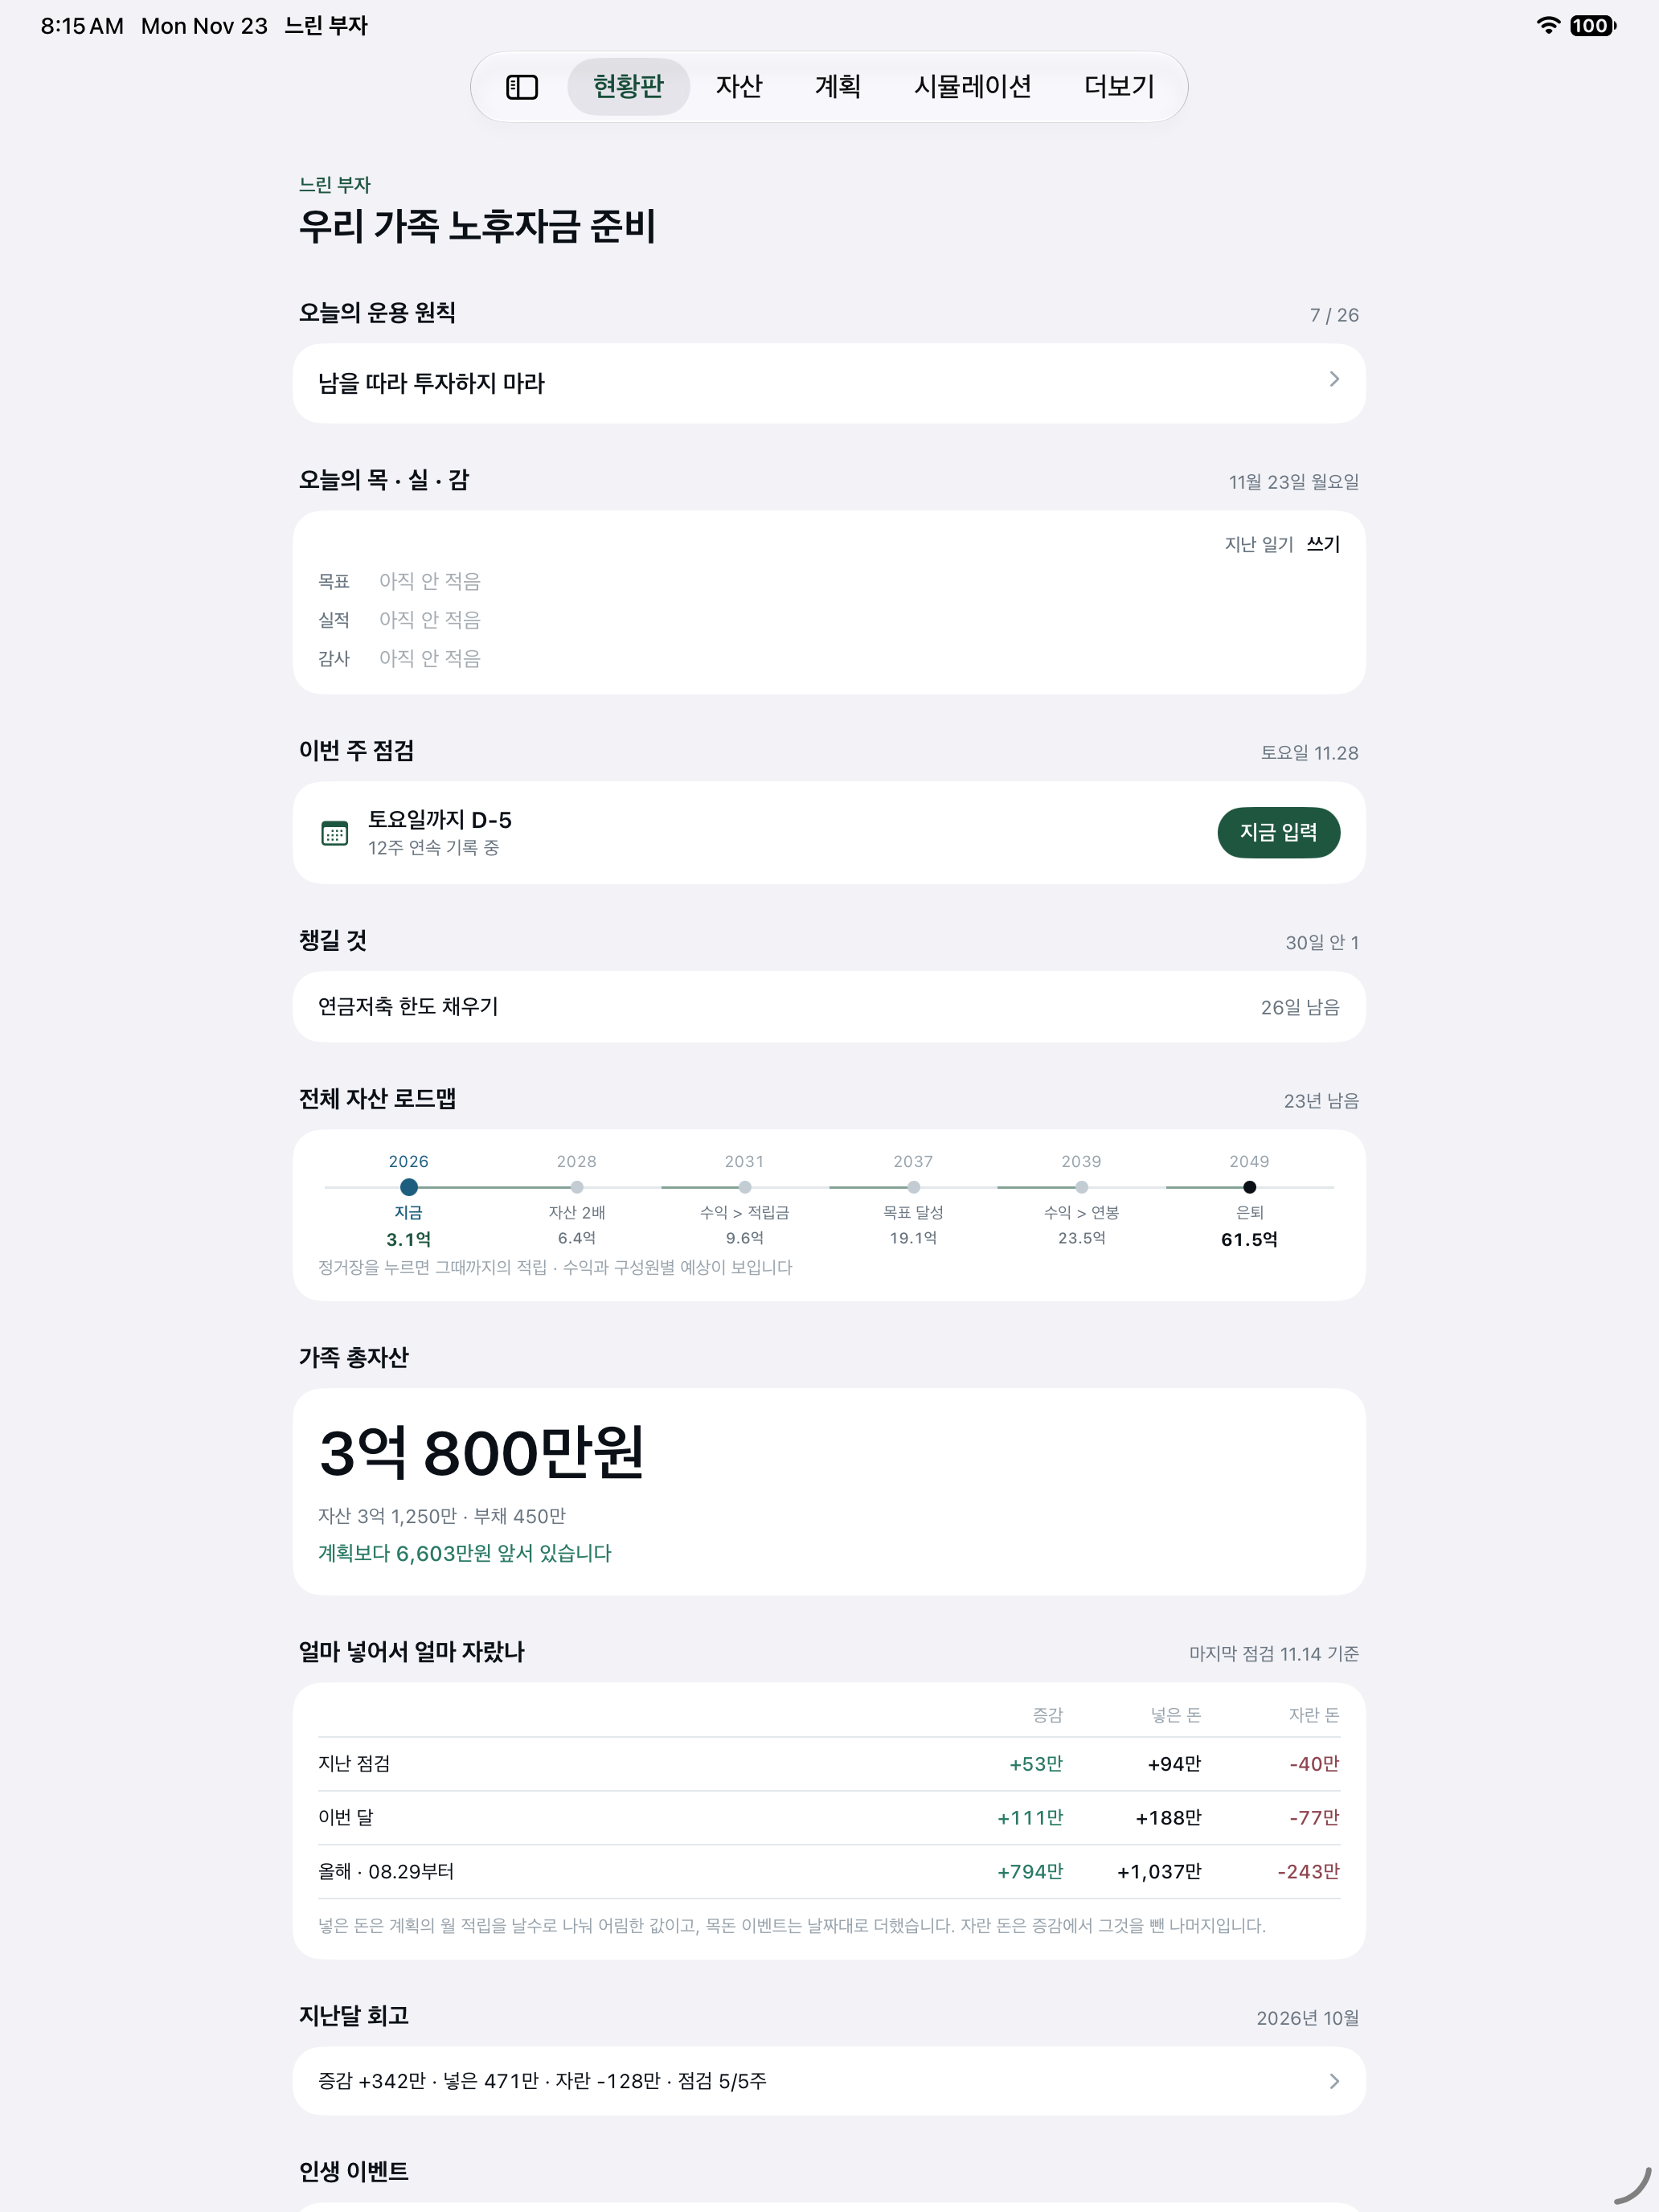 8:15 AM Mon Nov 23 느린 부자
100
현황판 자산 계획 시뮬레이션 더보기
느린 부자
우리 가족 노후자금 준비
오늘의 운용 원칙 7 / 26
남을 따라 투자하지 마라
오늘의 목 · 실 · 감 11월 23일 월요일
지난 일기 쓰기
목표 아직 안 적음
실적 아직 안 적음
감사 아직 안 적음
이번 주 점검 토요일 11.28
토요일까지 D-5
12주 연속 기록 중
지금 입력
챙길 것 30일 안 1
연금저축 한도 채우기 26일 남음
전체 자산 로드맵 23년 남음
2026 2028 2031 2037 2039 2049
지금 자산 2배 수익 > 적립금 목표 달성 수익 > 연봉 은퇴
3.1억 6.4억 9.6억 19.1억 23.5억 61.5억
정거장을 누르면 그때까지의 적립 · 수익과 구성원별 예상이 보입니다
가족 총자산
3억 800만원
자산 3억 1,250만 · 부채 450만
계획보다 6,603만원 앞서 있습니다
얼마 넣어서 얼마 자랐나 마지막 점검 11.14 기준
증감 넣은 돈 자란 돈
지난 점검 +53만 +94만 -40만
이번 달 +111만 +188만 -77만
올해 · 08.29부터 +794만 +1,037만 -243만
넣은 돈은 계획의 월 적립을 날수로 나눠 어림한 값이고, 목돈 이벤트는 날짜대로 더했습니다. 자란 돈은 증감에서 그것을 뺀 나머지입니다.
지난달 회고 2026년 10월
증감 +342만 · 넣은 471만 · 자란 -128만 · 점검 5/5주
인생 이벤트